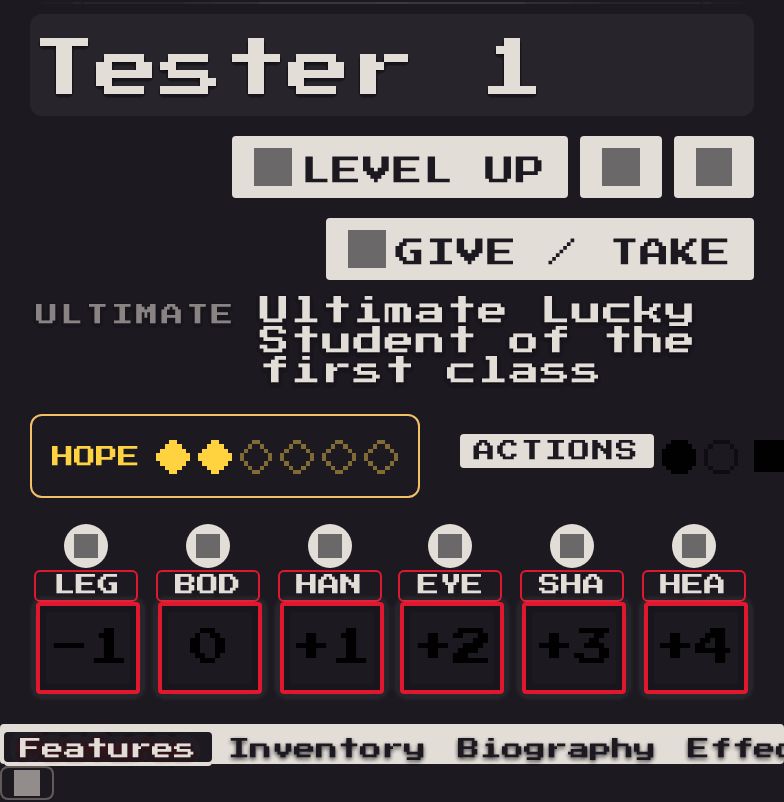 Tester 1
LEVEL UP
GIVE / TAKE
ULTIMATE Ultimate Lucky
Student of the
first class
HOPE ACTIONS
LEG BOD HAN EYE SHA HEA
-1 0 +1 +2 +3 +4
Features Inventory Biography Effec